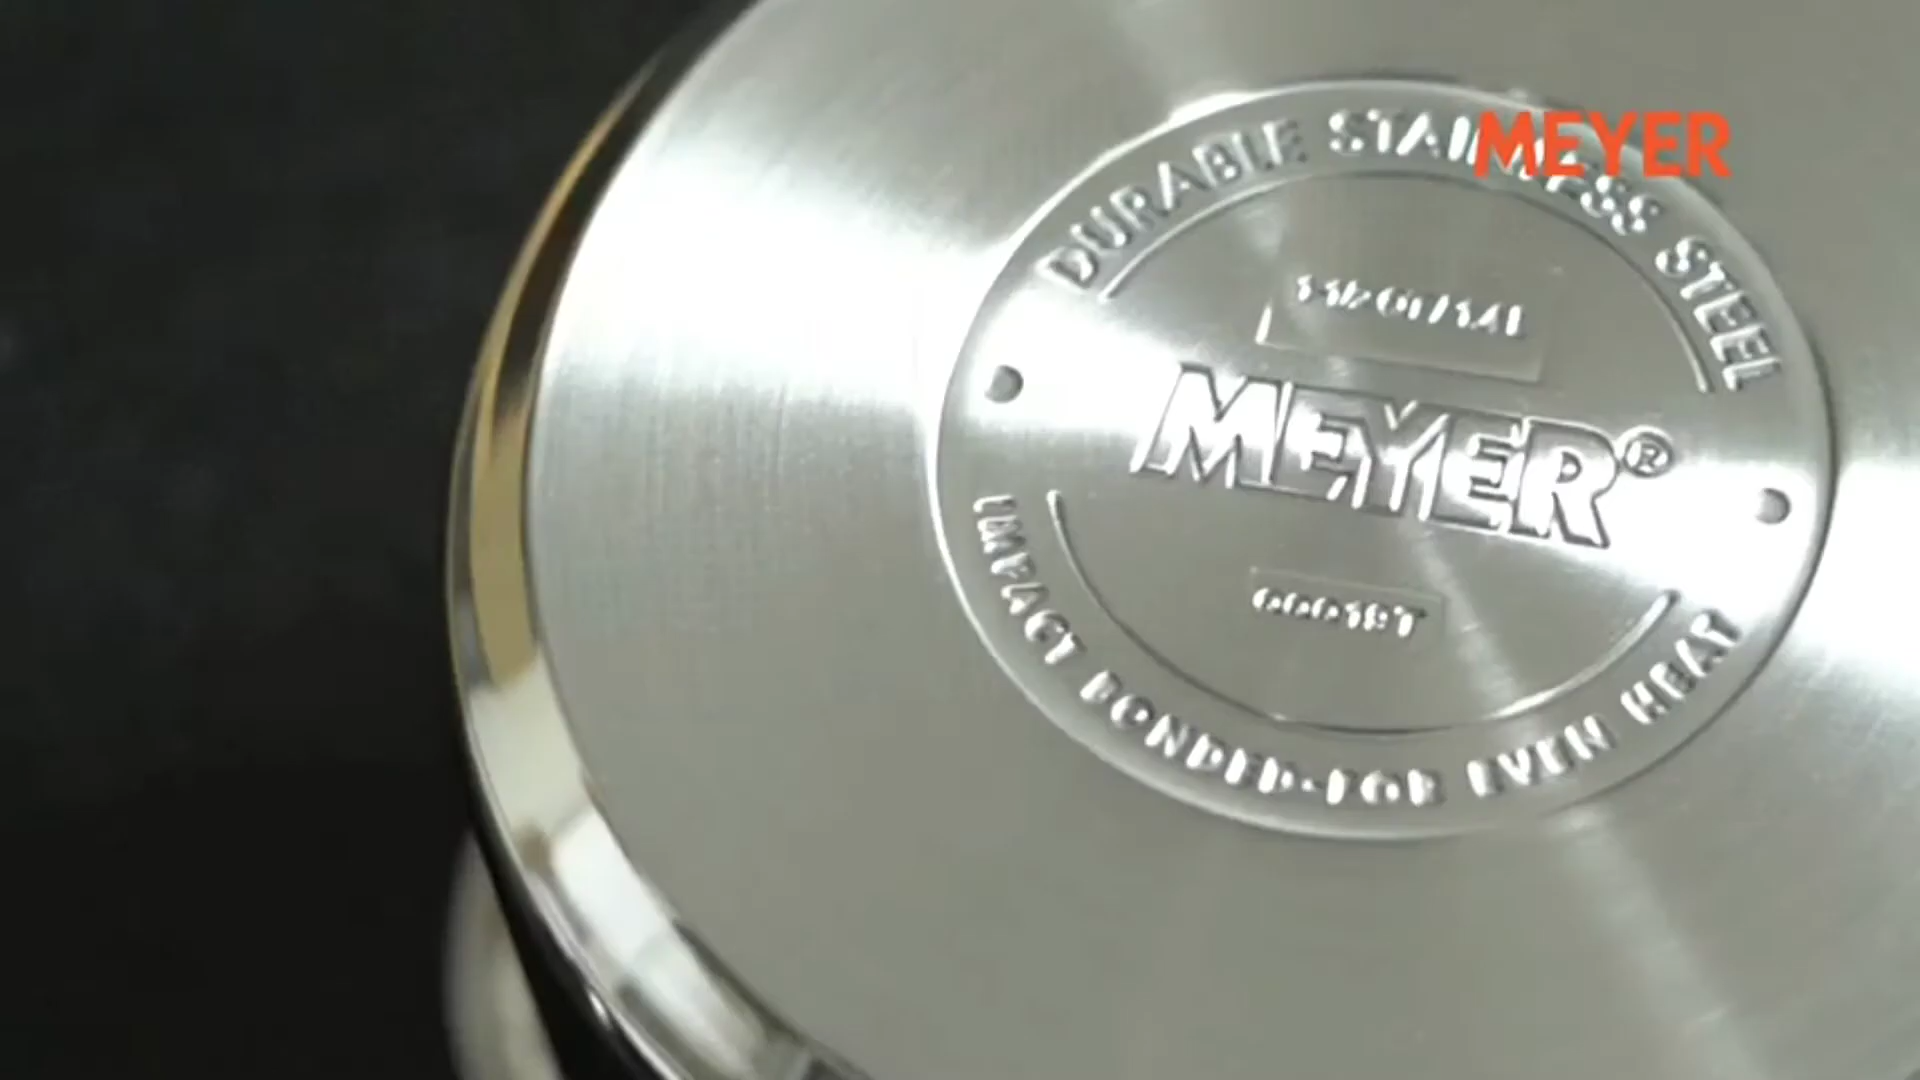 MEYER
DURABLE STAINLESS STEEL
MEYER®
IMPACT BONDED-FOR EVEN HEAT